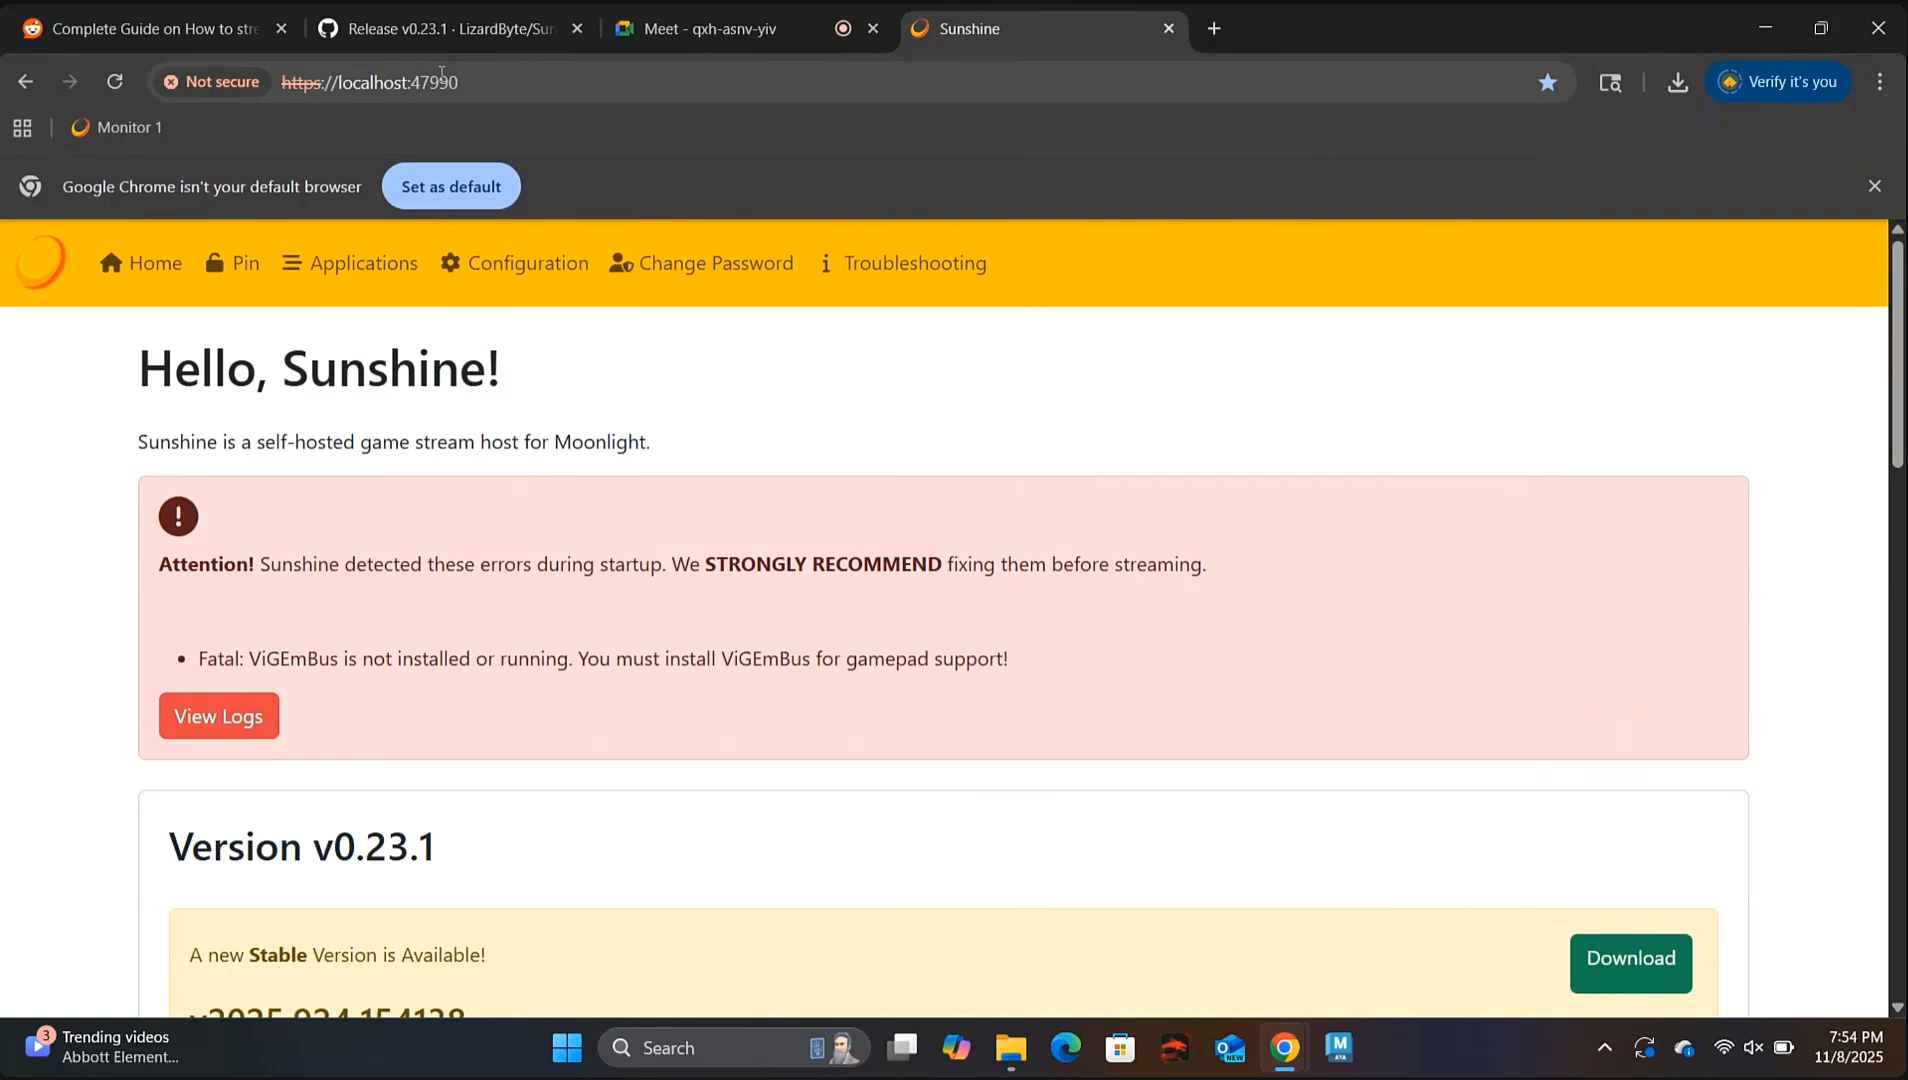 Complete Guide on How to stre
Release v0.23.1 · LizardByte/Sun
Meet - qxh-asnv-yiv
Sunshine
Not secure
https://localhost:47990
Verify it's you
Monitor 1
Google Chrome isn't your default browser
Set as default
Home
Pin
Applications
Configuration
Change Password
Troubleshooting
Hello, Sunshine!
Sunshine is a self-hosted game stream host for Moonlight.
Attention! Sunshine detected these errors during startup. We STRONGLY RECOMMEND fixing them before streaming.
Fatal: ViGEmBus is not installed or running. You must install ViGEmBus for gamepad support!
View Logs
Version v0.23.1
A new Stable Version is Available!
Download
v2025.924.154138
3
Trending videos
Abbott Element...
Search
NEW
M
7:54 PM
11/8/2025